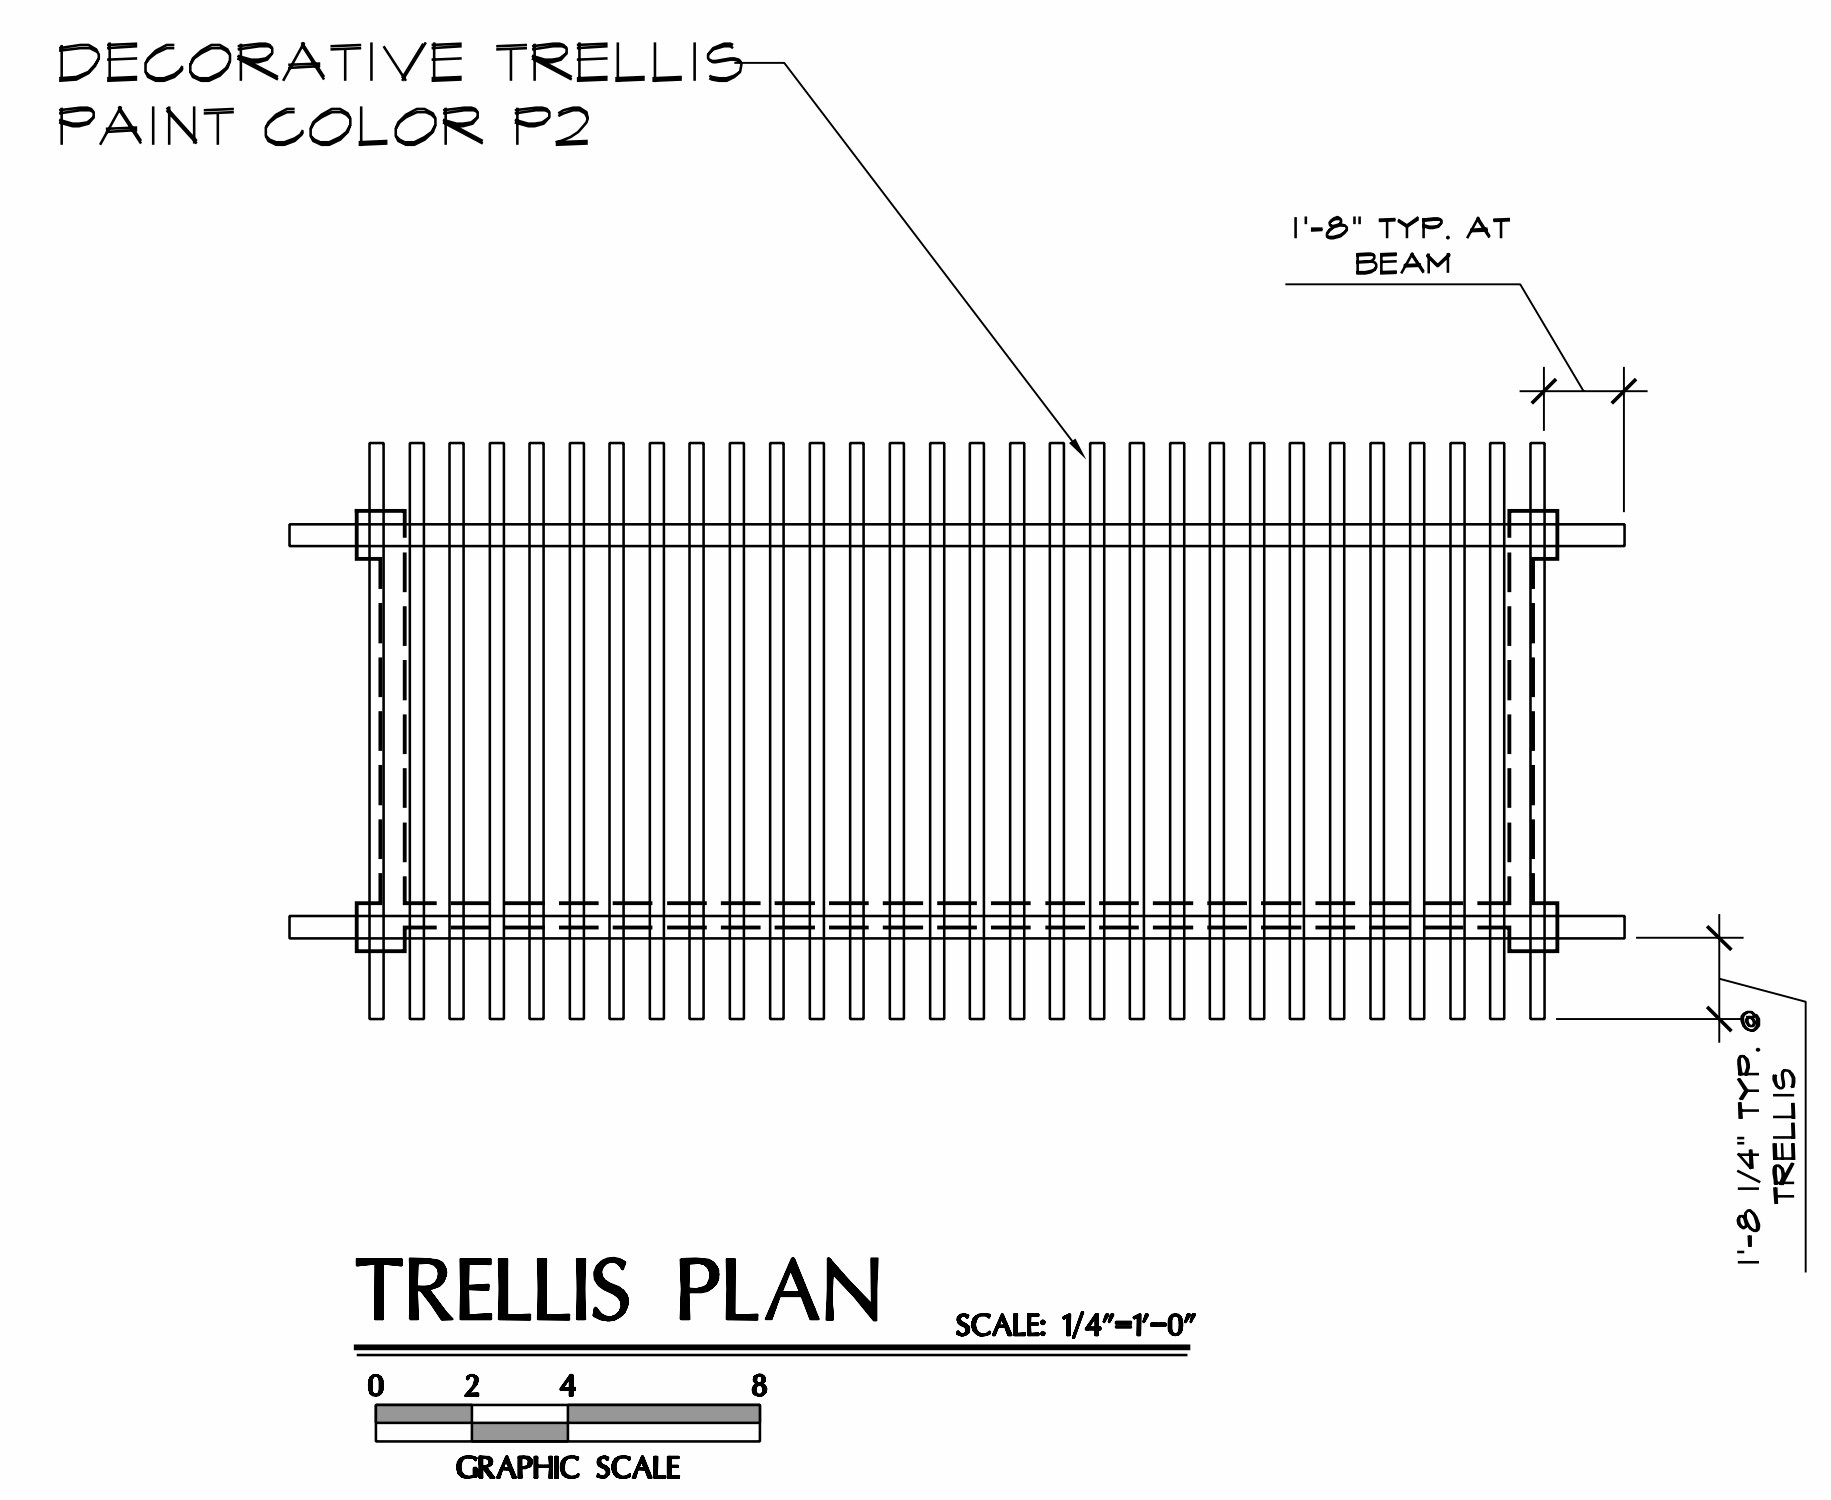 DECORATIVE TRELLIS
PAINT COLOR P2
1'-8" TYP. AT
BEAM
1'-8 1/4" TYP. @
TRELLIS
TRELLIS PLAN
SCALE: 1/4"=1'-0"
0 2 4 8
GRAPHIC SCALE